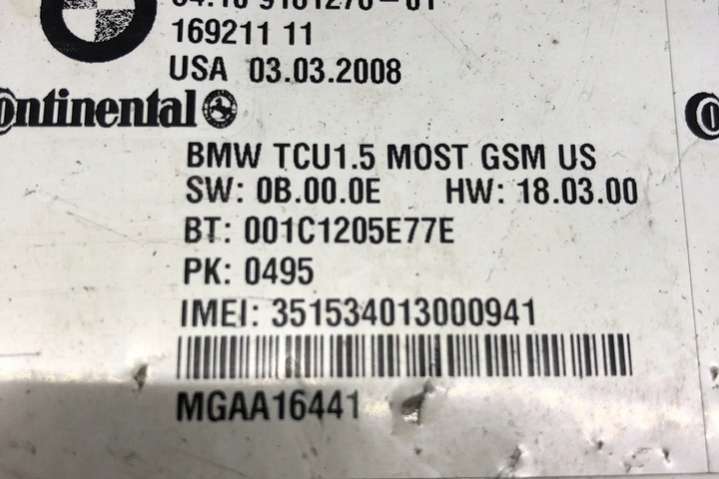 169211 11
USA 03.03.2008
Continental
BMW TCU1.5 MOST GSM US
SW: 0B.00.0E HW: 18.03.00
BT: 001C1205E77E
PK: 0495
IMEI: 351534013000941
MGAA16441